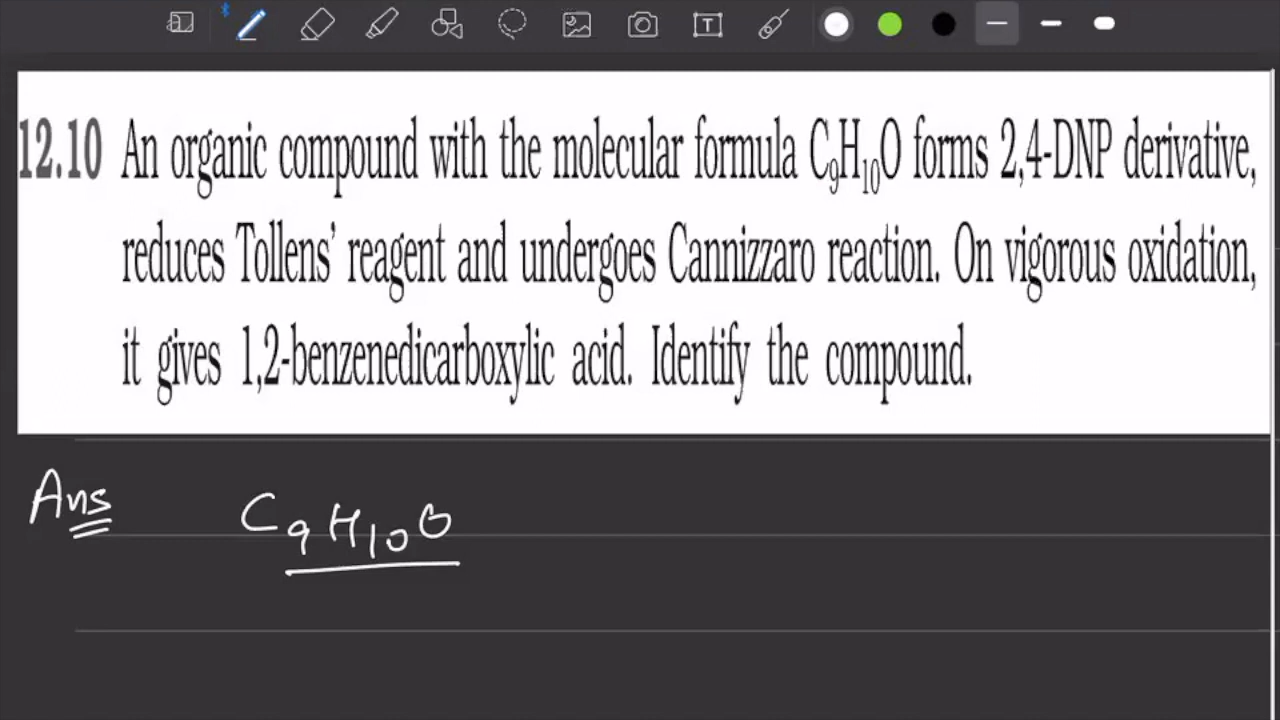 12.10 An organic compound with the molecular formula C₉H₁₀O forms 2,4-DNP derivative,
reduces Tollens’ reagent and undergoes Cannizzaro reaction. On vigorous oxidation,
it gives 1,2-benzenedicarboxylic acid. Identify the compound.
Ans C₉H₁₀O